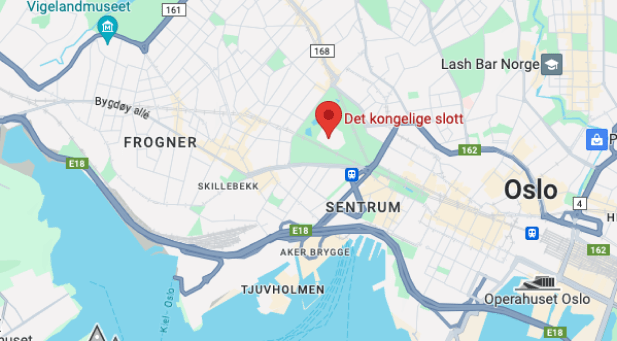 Vigelandmuseet
161
168
Lash Bar Norge
Bygdøy allé
Det kongelige slott
P
FROGNER
162
E18
SKILLEBEKK
Oslo
SENTRUM
4
H
E18
162
AKER BRYGGE
TJUVHOLMEN
Operahuset Oslo
Kiel - Oslo
E18
museet